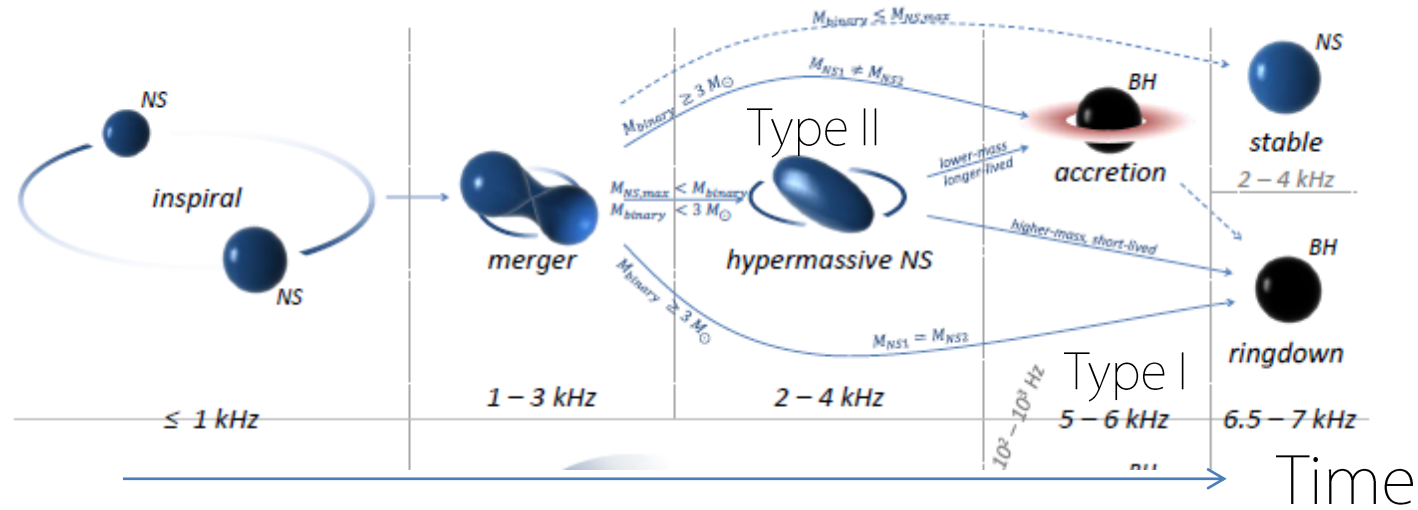 M_binary ≤ M_NS,max
NS
M_NS1 ≠ M_NS2
M_binary ≥ 3 M_⊙
BH
NS
Type II
stable
lower-mass
longer-lived
accretion
2 – 4 kHz
inspiral
M_NS,max < M_binary
M_binary < 3 M_⊙
higher-mass, short-lived
BH
merger
hypermassive NS
NS
M_binary ≥ 3 M_⊙
M_NS1 = M_NS2
ringdown
Type I
1 – 3 kHz
2 – 4 kHz
10² – 10³ Hz
≤ 1 kHz
5 – 6 kHz
6.5 – 7 kHz
BH
Time